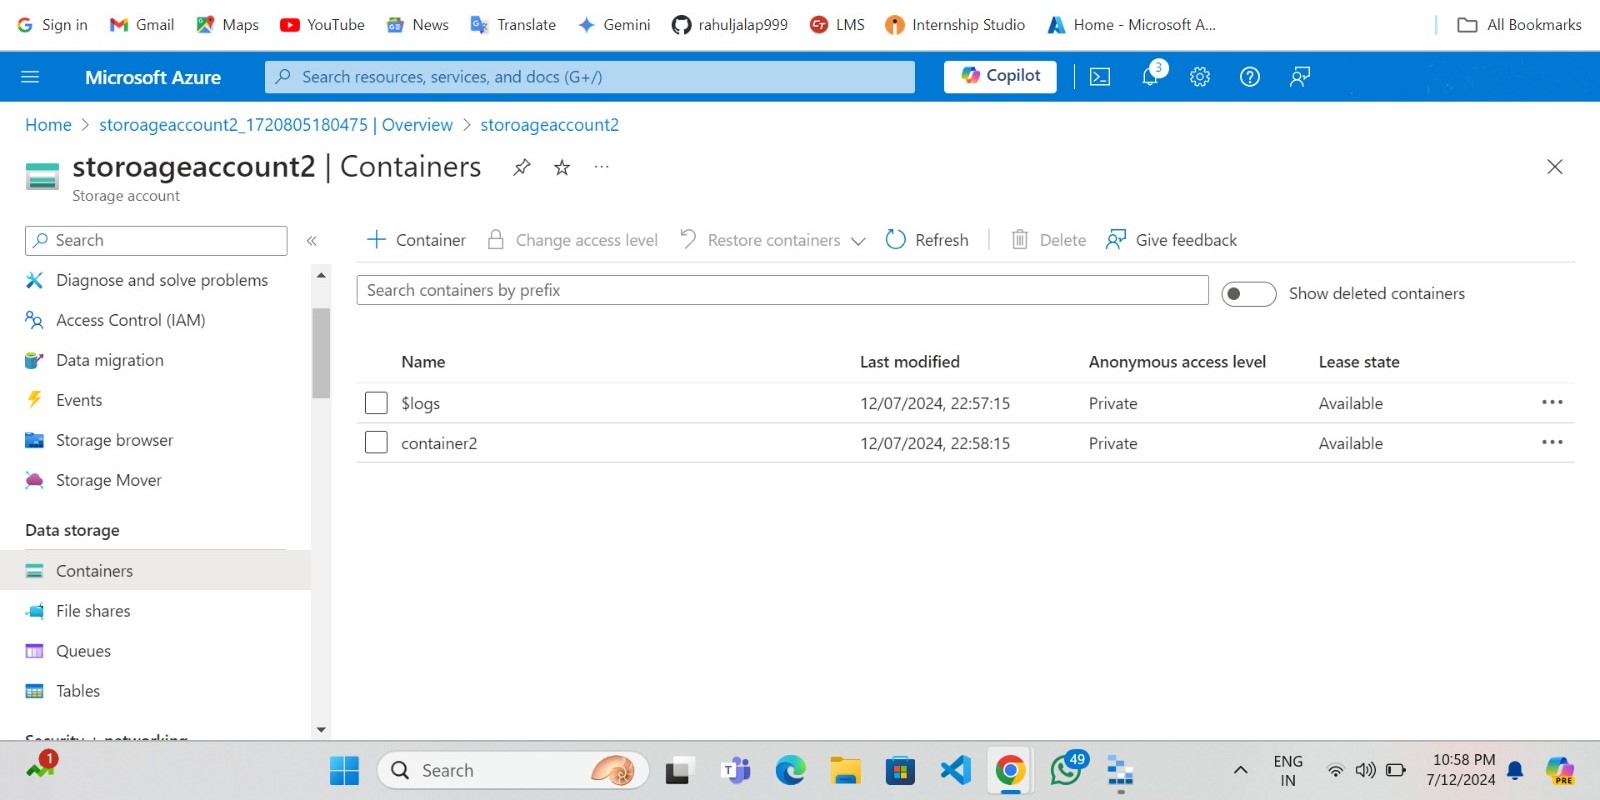 Sign in Gmail Maps YouTube News Translate Gemini rahuljalap999 LMS Internship Studio Home - Microsoft A... All Bookmarks
Microsoft Azure Search resources, services, and docs (G+/) Copilot 3
Home > storoageaccount2_1720805180475 | Overview > storoageaccount2
storoageaccount2 | Containers ...
Storage account
Search «
Container Change access level Restore containers Refresh Delete Give feedback
Diagnose and solve problems
Access Control (IAM)
Data migration
Events
Storage browser
Storage Mover
Data storage
Containers
File shares
Queues
Tables
Security + networking
Search containers by prefix Show deleted containers
Name Last modified Anonymous access level Lease state
$logs 12/07/2024, 22:57:15 Private Available ...
container2 12/07/2024, 22:58:15 Private Available ...
1 Search 49 ENG 10:58 PM
IN 7/12/2024 PRE